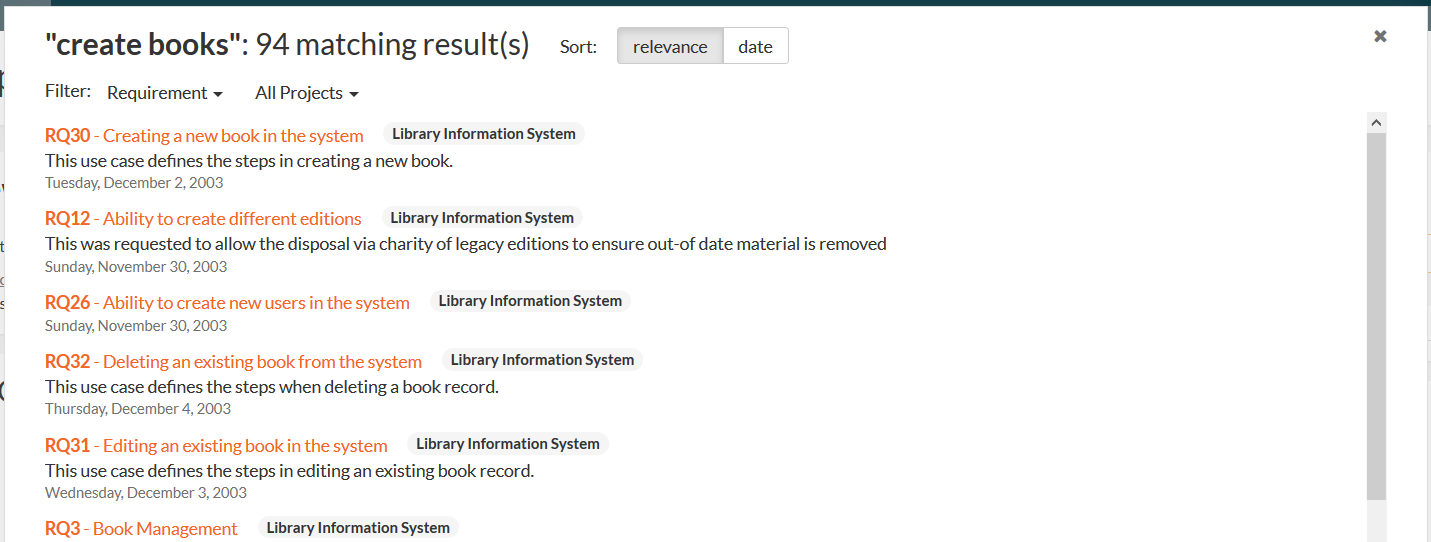 "create books": 94 matching result(s) Sort: relevance date
Filter: Requirement All Projects
RQ30 - Creating a new book in the system Library Information System
This use case defines the steps in creating a new book.
Tuesday, December 2, 2003
RQ12 - Ability to create different editions Library Information System
This was requested to allow the disposal via charity of legacy editions to ensure out-of date material is removed
Sunday, November 30, 2003
RQ26 - Ability to create new users in the system Library Information System
Sunday, November 30, 2003
RQ32 - Deleting an existing book from the system Library Information System
This use case defines the steps when deleting a book record.
Thursday, December 4, 2003
RQ31 - Editing an existing book in the system Library Information System
This use case defines the steps in editing an existing book record.
Wednesday, December 3, 2003
RQ3 - Book Management Library Information System